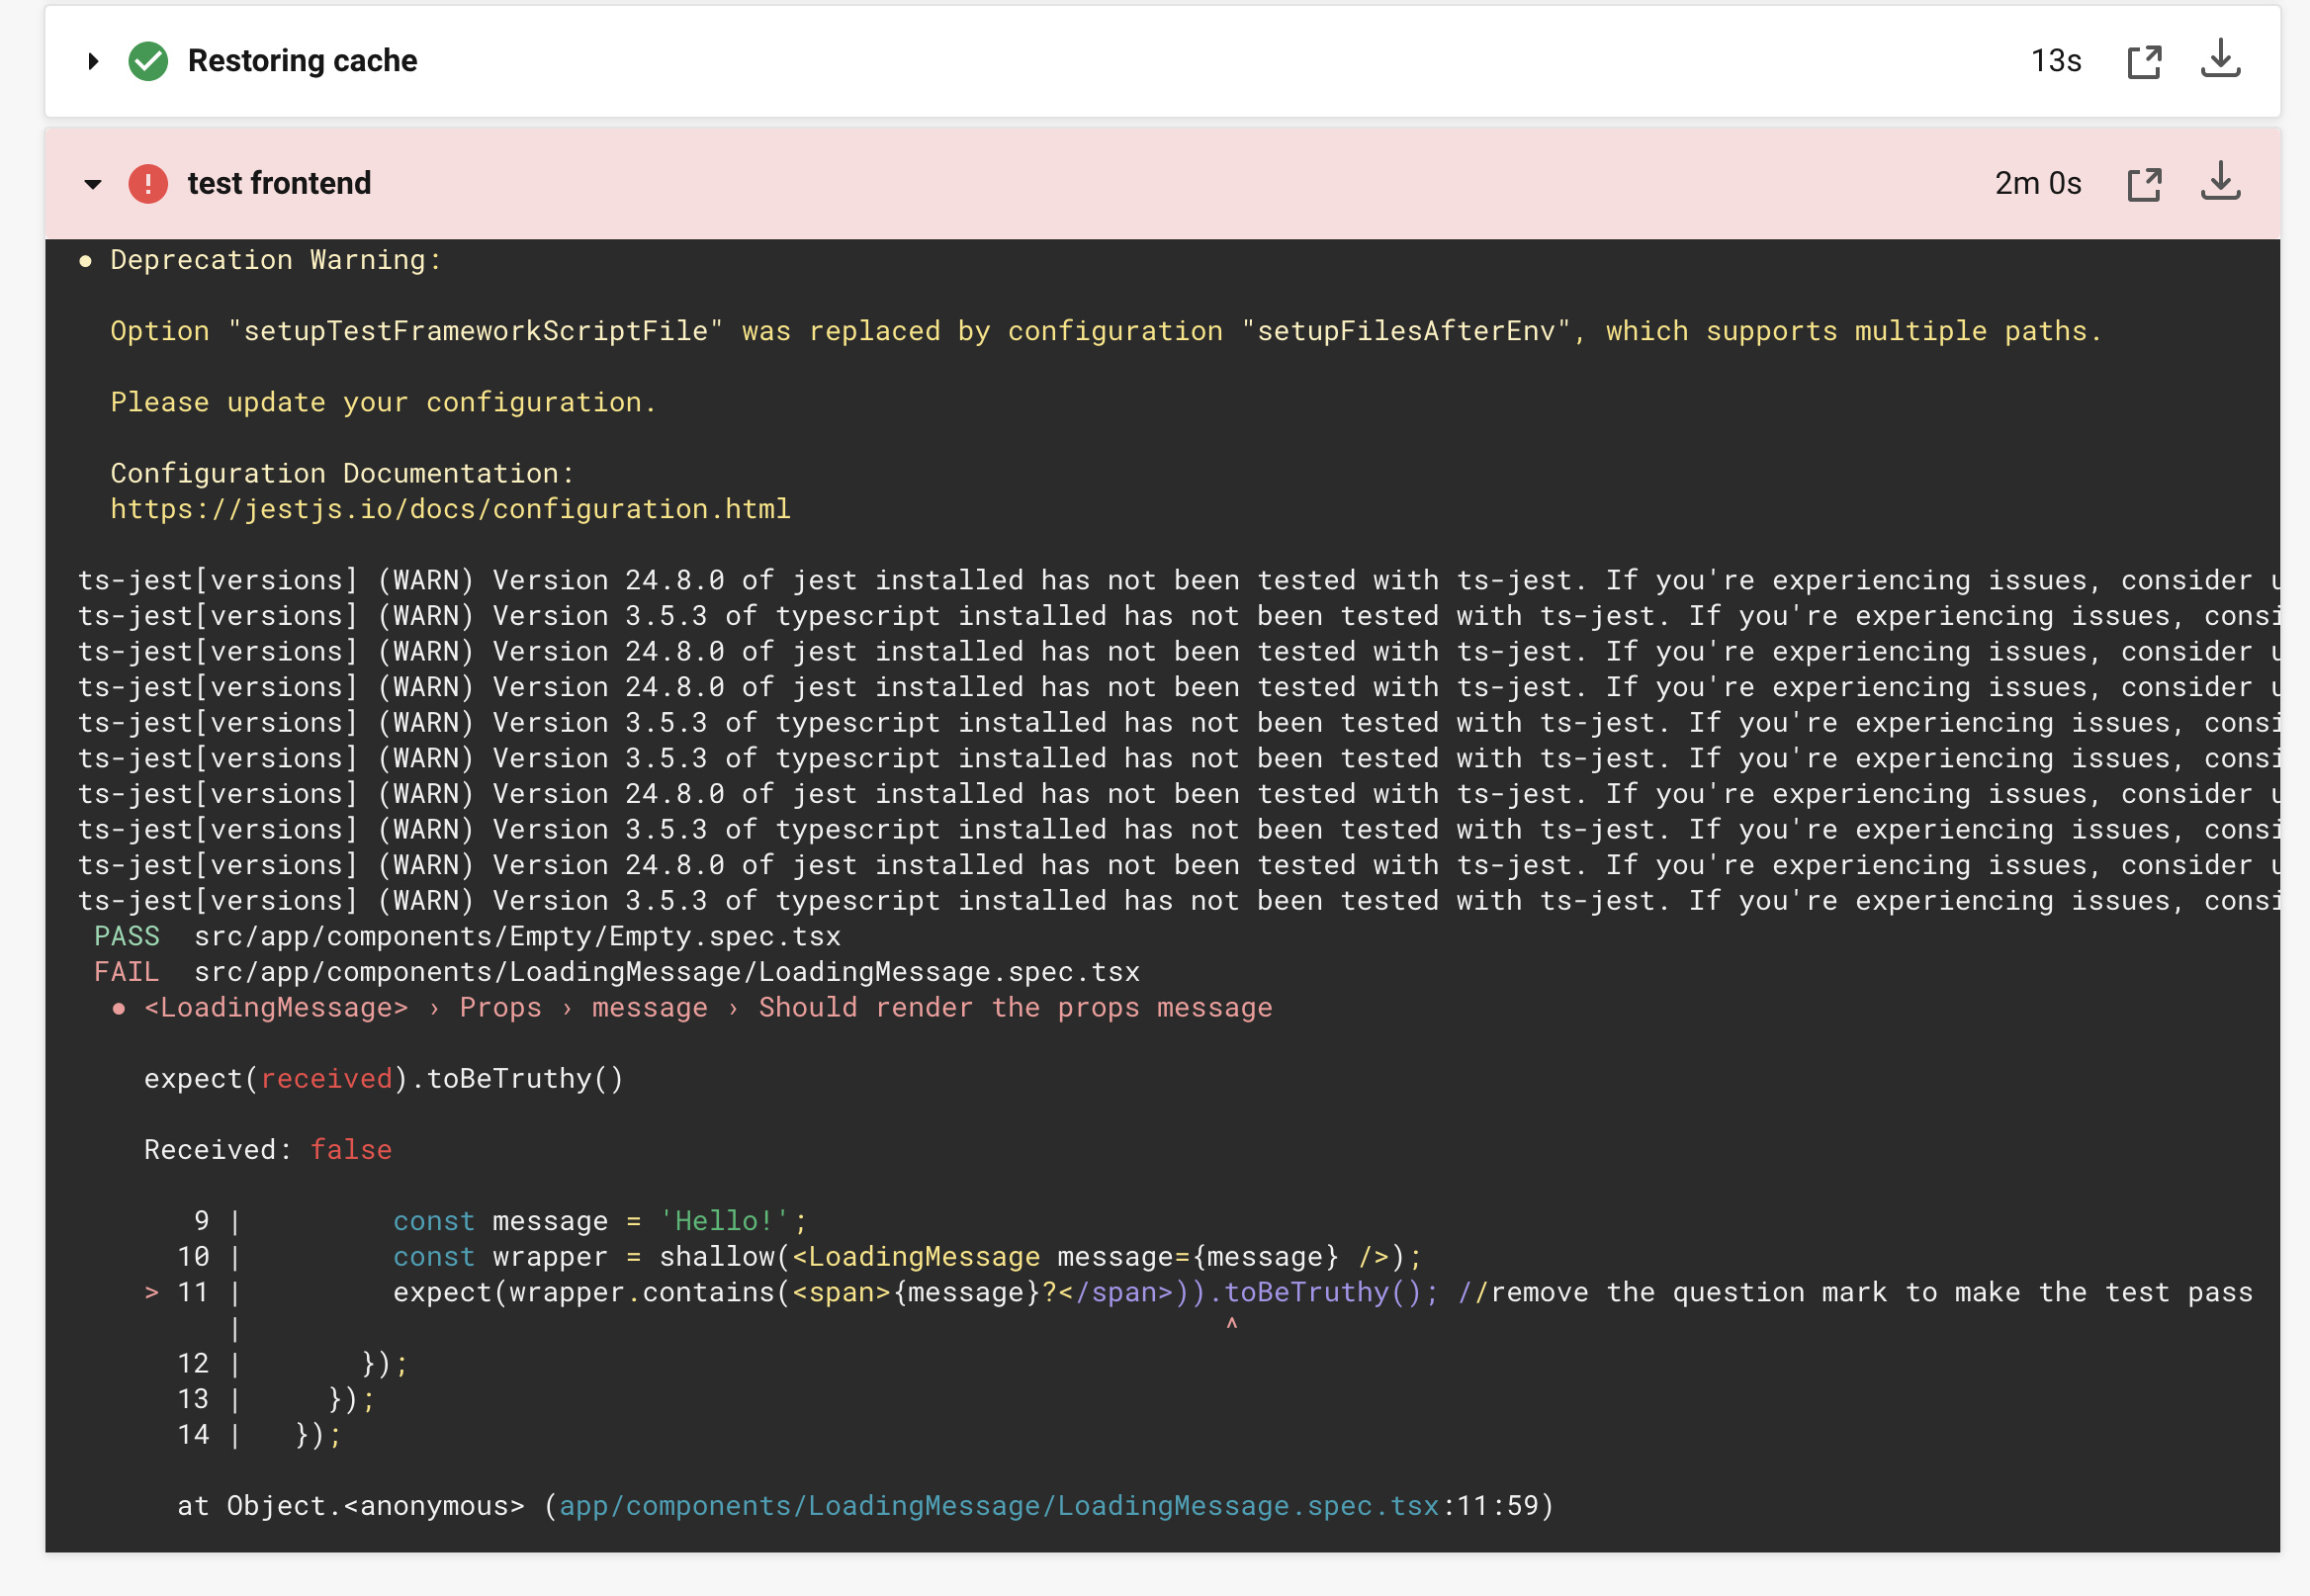 Restoring cache 13s
test frontend 2m 0s
● Deprecation Warning:
Option "setupTestFrameworkScriptFile" was replaced by configuration "setupFilesAfterEnv", which supports multiple paths.
Please update your configuration.
Configuration Documentation:
https://jestjs.io/docs/configuration.html
ts-jest[versions] (WARN) Version 24.8.0 of jest installed has not been tested with ts-jest. If you're experiencing issues, consider
ts-jest[versions] (WARN) Version 3.5.3 of typescript installed has not been tested with ts-jest. If you're experiencing issues,
ts-jest[versions] (WARN) Version 24.8.0 of jest installed has not been tested with ts-jest. If you're experiencing issues, consider
ts-jest[versions] (WARN) Version 24.8.0 of jest installed has not been tested with ts-jest. If you're experiencing issues, consider
ts-jest[versions] (WARN) Version 3.5.3 of typescript installed has not been tested with ts-jest. If you're experiencing issues,
ts-jest[versions] (WARN) Version 3.5.3 of typescript installed has not been tested with ts-jest. If you're experiencing issues,
ts-jest[versions] (WARN) Version 24.8.0 of jest installed has not been tested with ts-jest. If you're experiencing issues, consider
ts-jest[versions] (WARN) Version 3.5.3 of typescript installed has not been tested with ts-jest. If you're experiencing issues,
ts-jest[versions] (WARN) Version 24.8.0 of jest installed has not been tested with ts-jest. If you're experiencing issues, consider
ts-jest[versions] (WARN) Version 3.5.3 of typescript installed has not been tested with ts-jest. If you're experiencing issues,
PASS src/app/components/Empty/Empty.spec.tsx
FAIL src/app/components/LoadingMessage/LoadingMessage.spec.tsx
● <LoadingMessage> › Props › message › Should render the props message
expect(received).toBeTruthy()
Received: false
9 | const message = 'Hello!';
10 | const wrapper = shallow(<LoadingMessage message={message} />);
> 11 | expect(wrapper.contains(<span>{message}?</span>)).toBeTruthy(); //remove the question mark to make the test pass
| ^
12 | });
13 | });
14 | });
at Object.<anonymous> (app/components/LoadingMessage/LoadingMessage.spec.tsx:11:59)